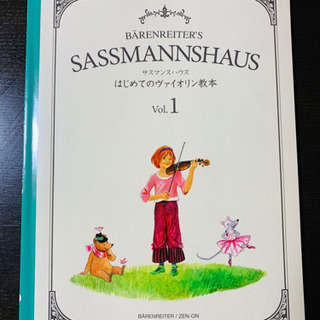 BÄRENREITER'S
SASSMANNSHAUS
サスマンスハウス
はじめてのヴァイオリン教本
Vol. 1
BÄRENREITER / ZEN-ON